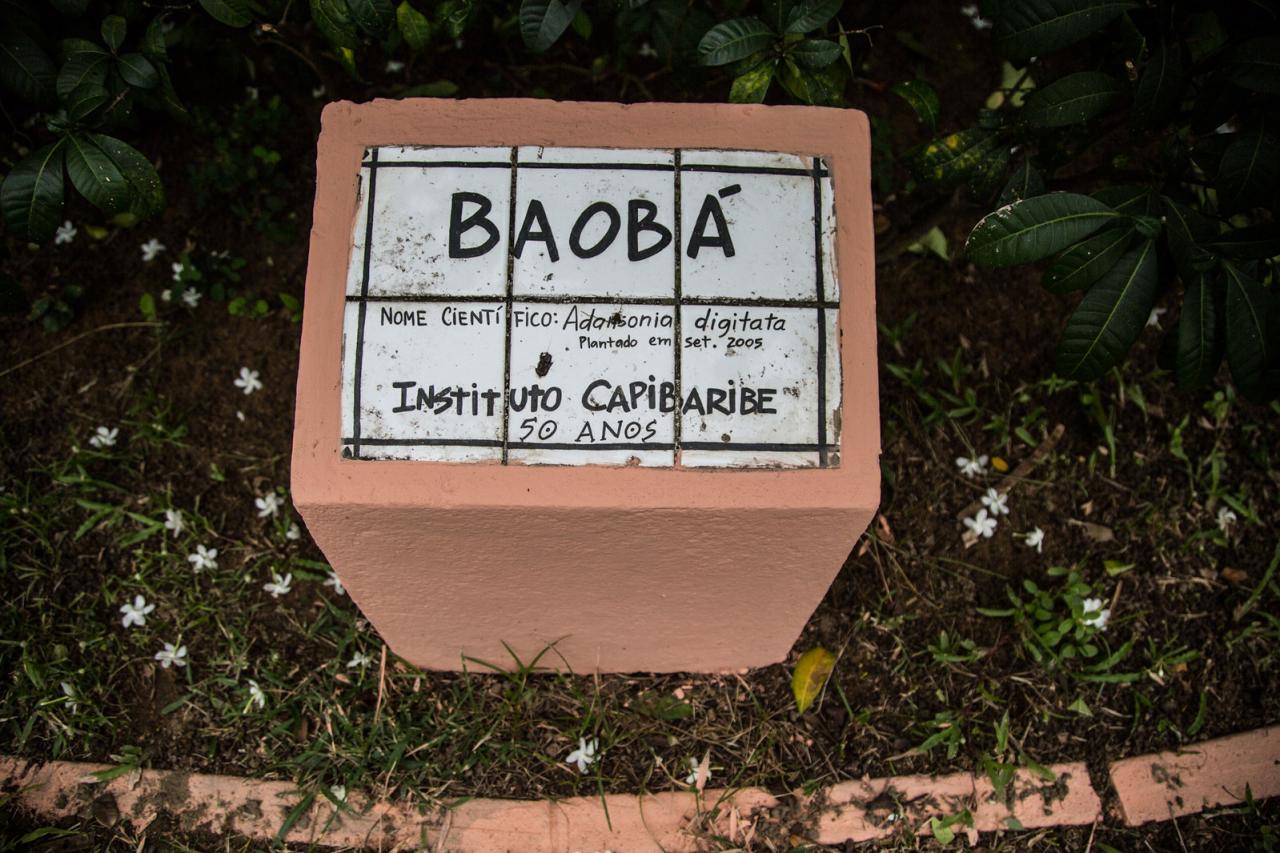 BAOBÁ
NOME CIENTÍFICO: Adansonia digitata
Plantado em set. 2005
INStitUto CAPIBARIBE
50 ANOS